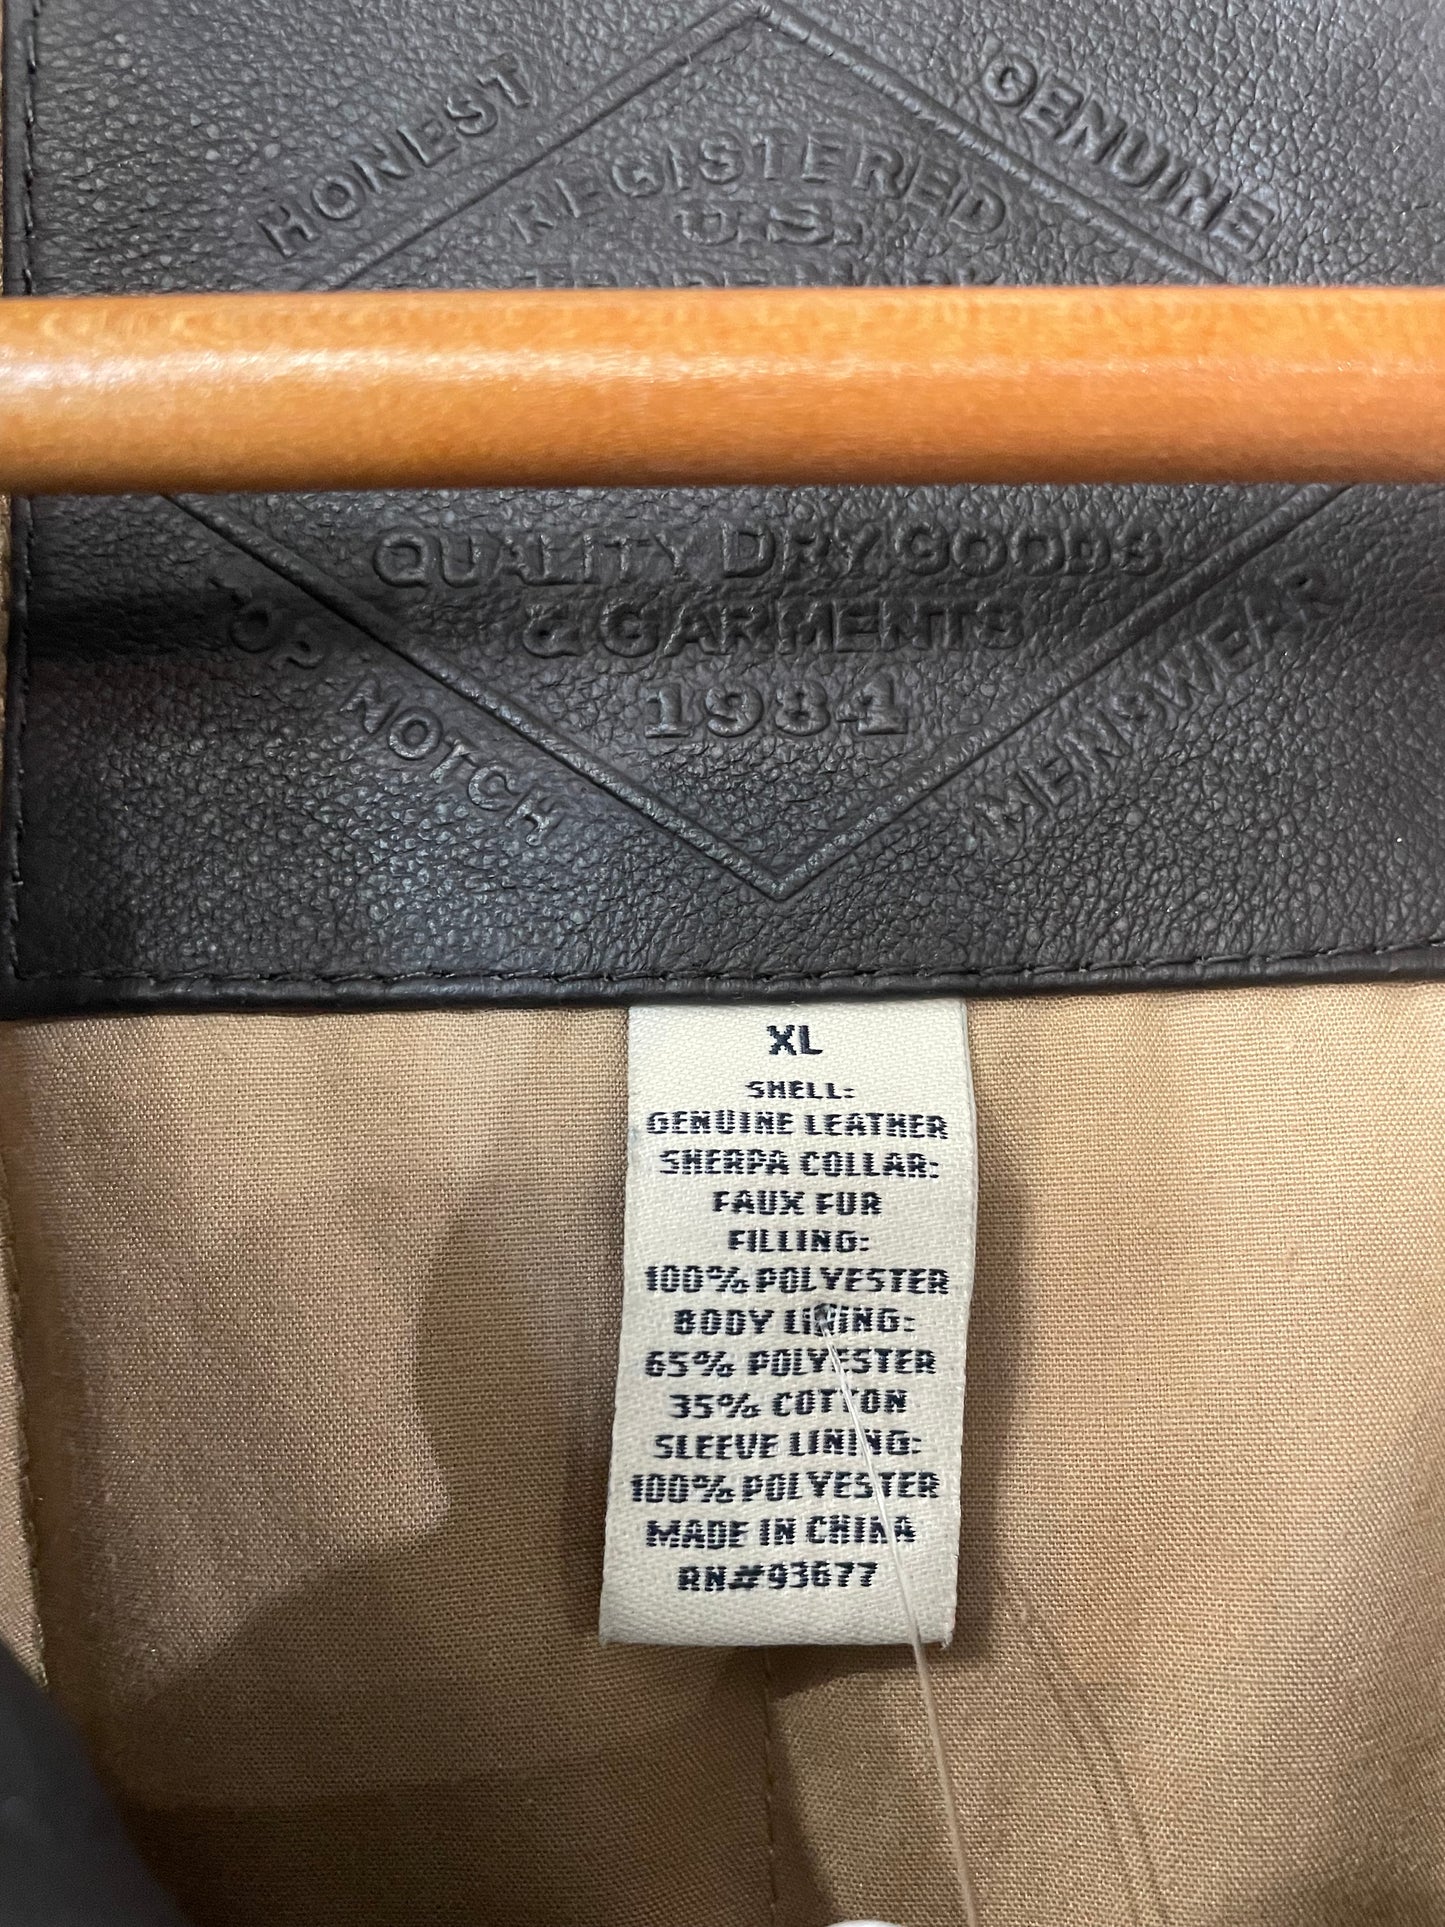 HONEST
GENUINE
REGISTERED
U.S.
QUALITY DRY GOODS
& GARMENTS
1984
TOP NOTCH
MENSWEAR
XL
SHELL:
GENUINE LEATHER
SHERPA COLLAR:
FAUX FUR
FILLING:
100% POLYESTER
BODY LINING:
65% POLYESTER
35% COTTON
SLEEVE LINING:
100% POLYESTER
MADE IN CHINA
RN#93677